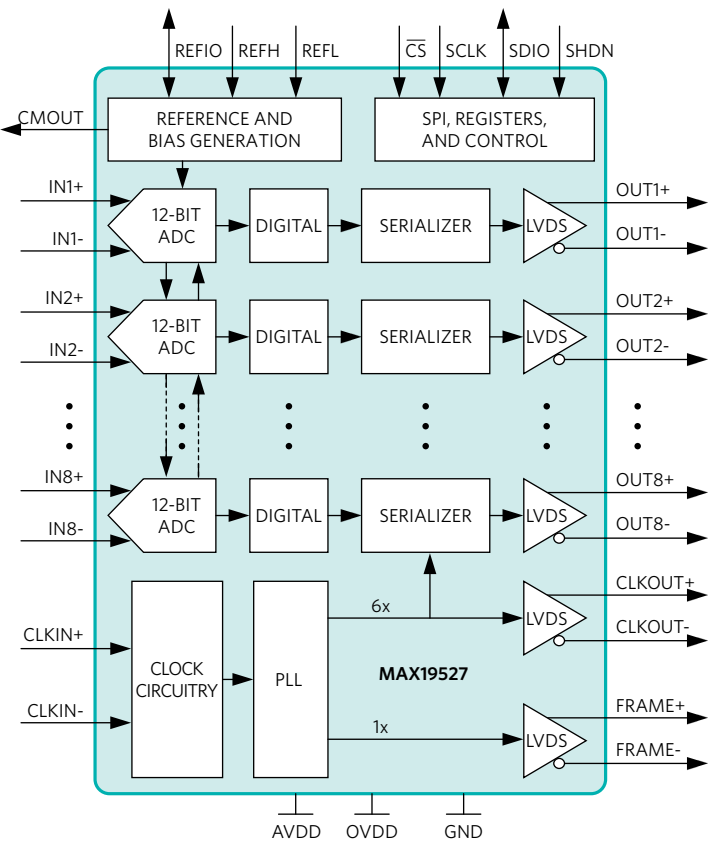 REFIO REFH REFL CS SCLK SDIO SHDN
CMOUT
REFERENCE AND
BIAS GENERATION
SPI, REGISTERS,
AND CONTROL
IN1+
IN1-
12-BIT
ADC
DIGITAL
SERIALIZER
LVDS
OUT1+
OUT1-
IN2+
IN2-
12-BIT
ADC
DIGITAL
SERIALIZER
LVDS
OUT2+
OUT2-
IN8+
IN8-
12-BIT
ADC
DIGITAL
SERIALIZER
LVDS
OUT8+
OUT8-
CLKIN+
CLKIN-
CLOCK
CIRCUITRY
PLL
6x
1x
MAX19527
LVDS
CLKOUT+
CLKOUT-
LVDS
FRAME+
FRAME-
AVDD OVDD GND